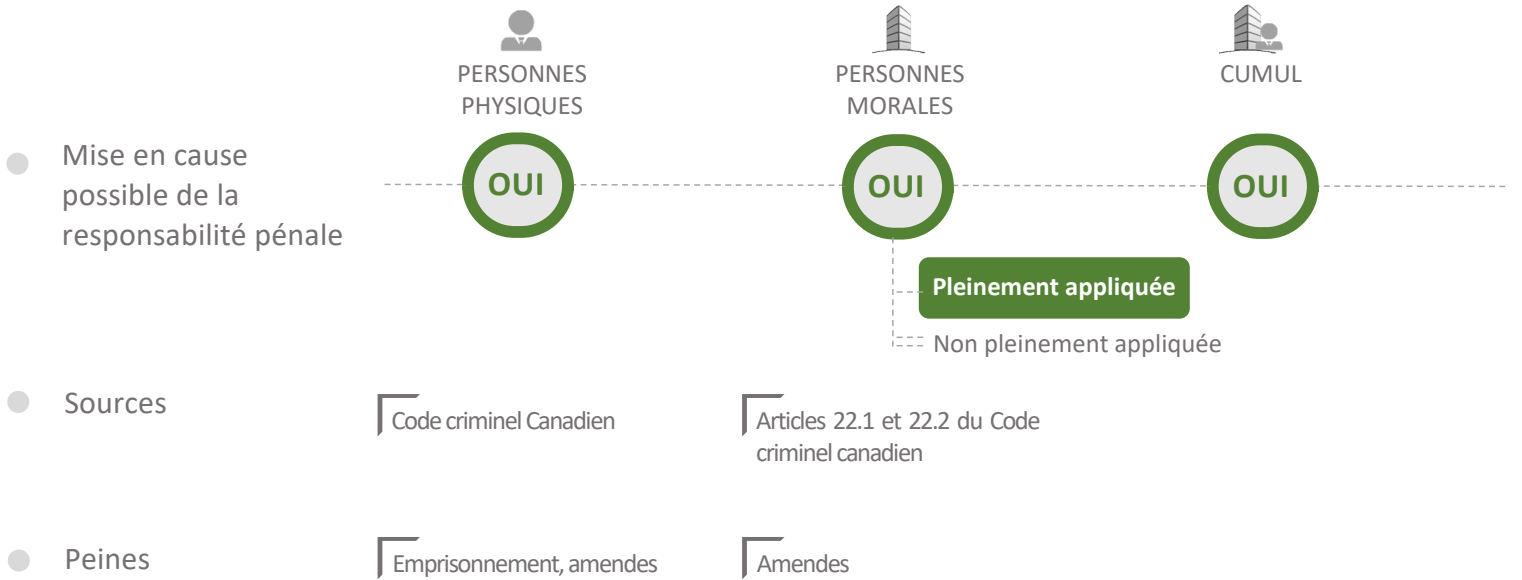 PERSONNES
PHYSIQUES
PERSONNES
MORALES
CUMUL
Mise en cause
possible de la
responsabilité pénale
OUI
OUI
OUI
Pleinement appliquée
Non pleinement appliquée
Sources
Code criminel Canadien
Articles 22.1 et 22.2 du Code
criminel canadien
Peines
Emprisonnement, amendes
Amendes